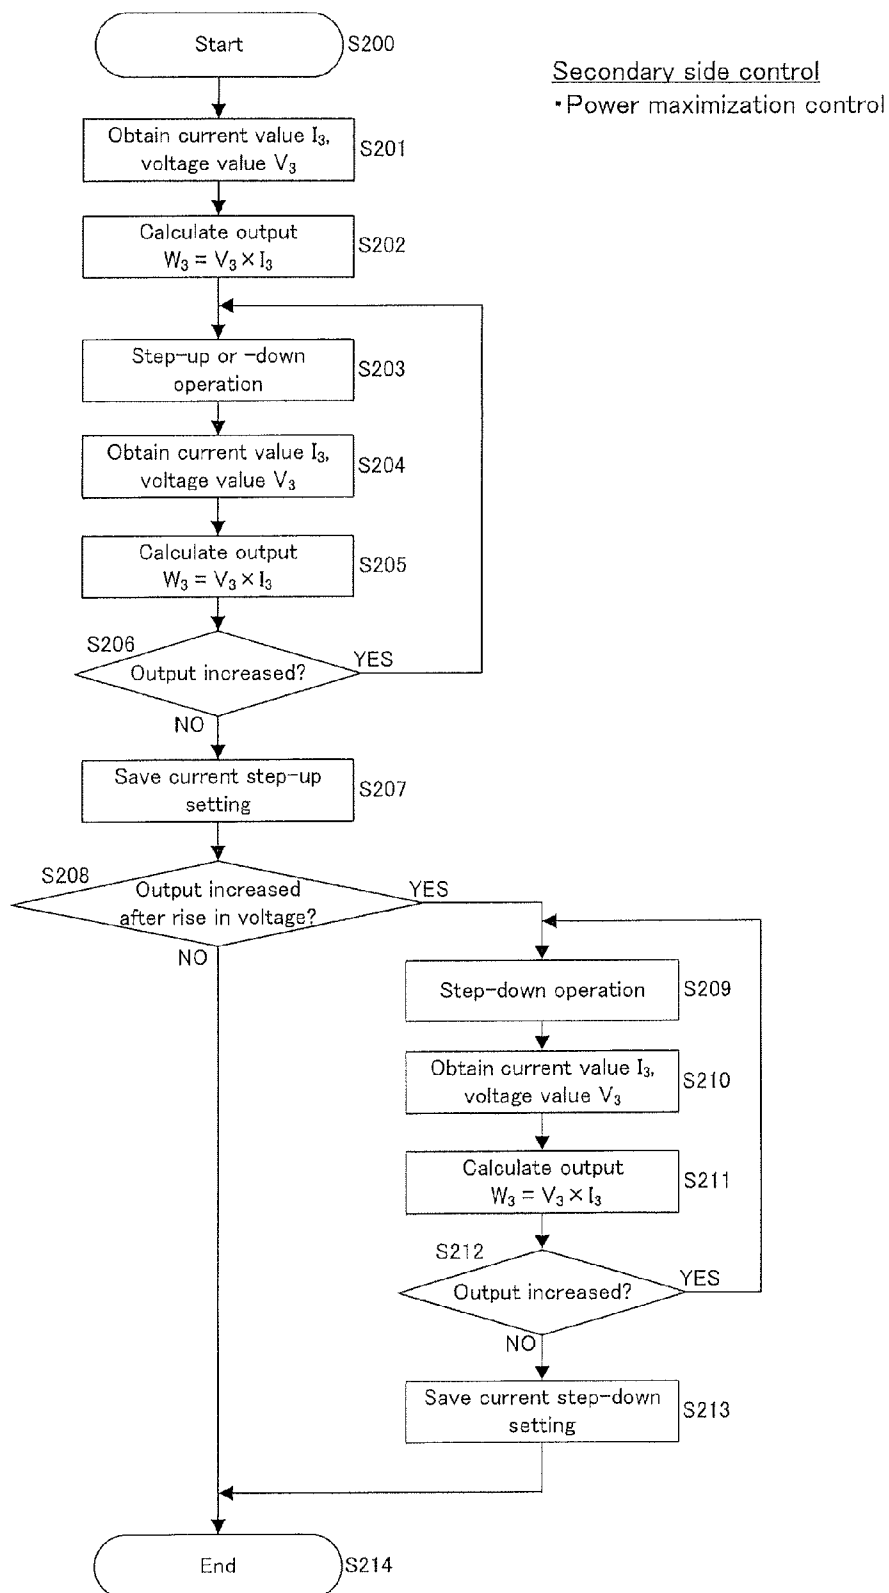 Start
S200
Secondary side control
・Power maximization control
Obtain current value I₃,
voltage value V₃
S201
Calculate output
W₃ = V₃ × I₃
S202
Step-up or -down
operation
S203
Obtain current value I₃,
voltage value V₃
S204
Calculate output
W₃ = V₃ × I₃
S205
S206
Output increased?
YES
NO
Save current step-up
setting
S207
S208
Output increased
after rise in voltage?
YES
NO
Step-down operation
S209
Obtain current value I₃,
voltage value V₃
S210
Calculate output
W₃ = V₃ × I₃
S211
S212
Output increased?
YES
NO
Save current step-down
setting
S213
End
S214